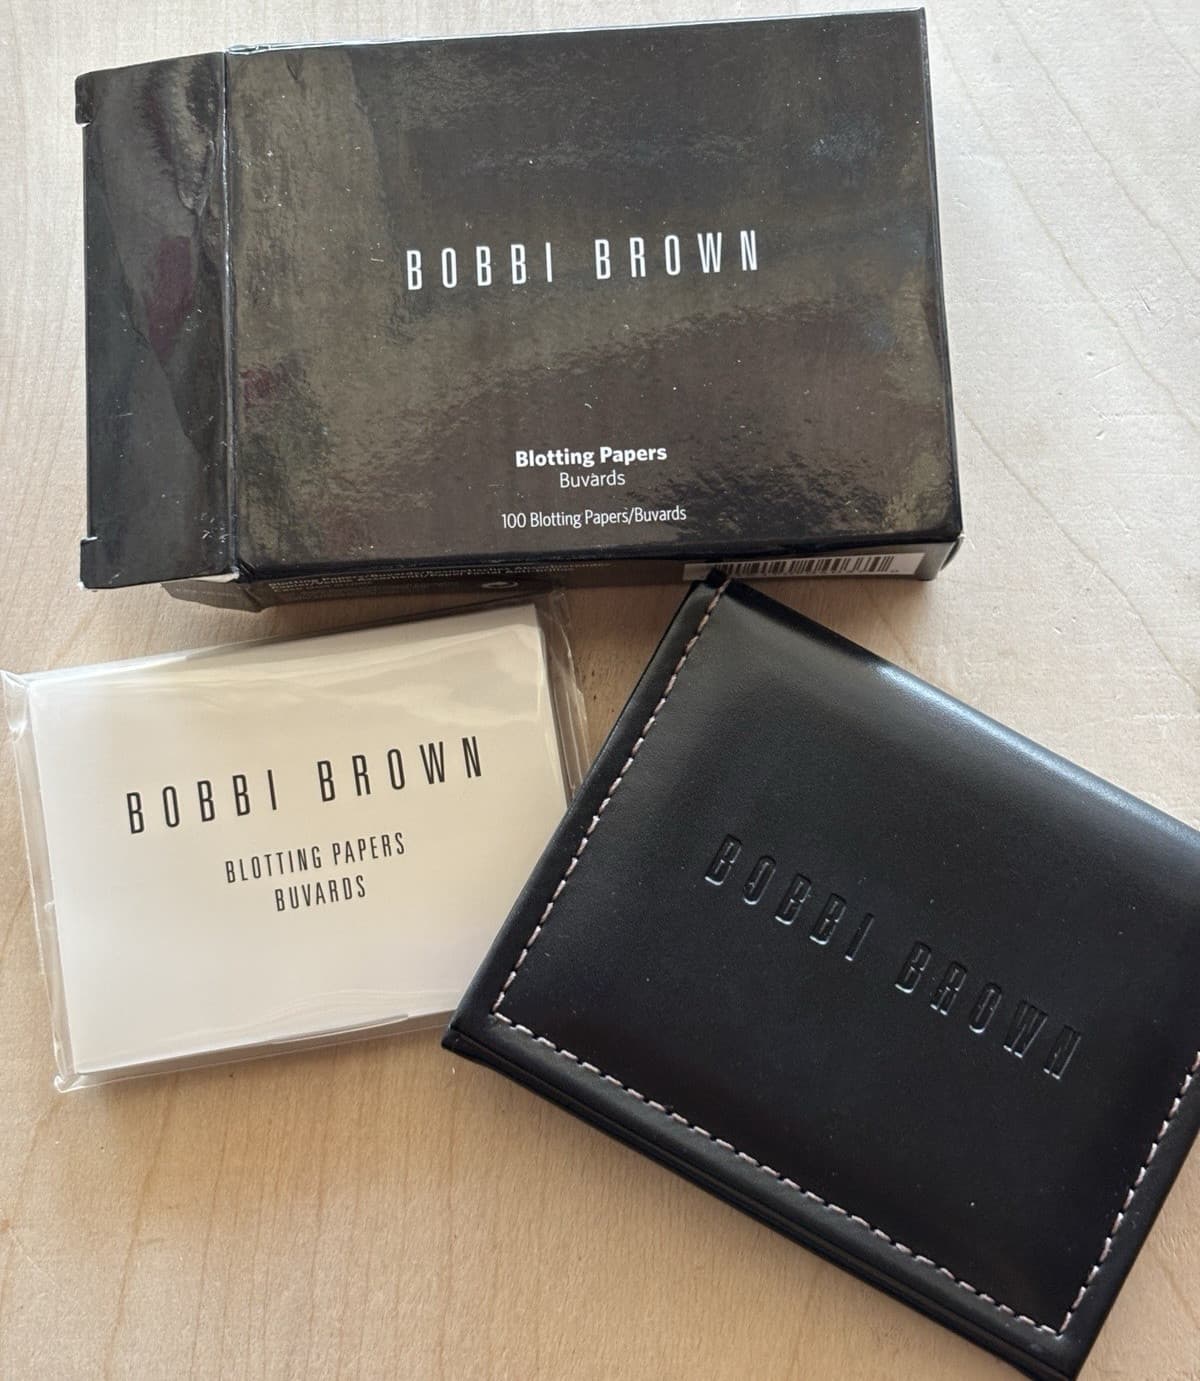 BOBBI BROWN
Blotting Papers
Buvards
100 Blotting Papers/Buvards
BOBBI BROWN
BLOTTING PAPERS
BUVARDS
BOBBI BROWN